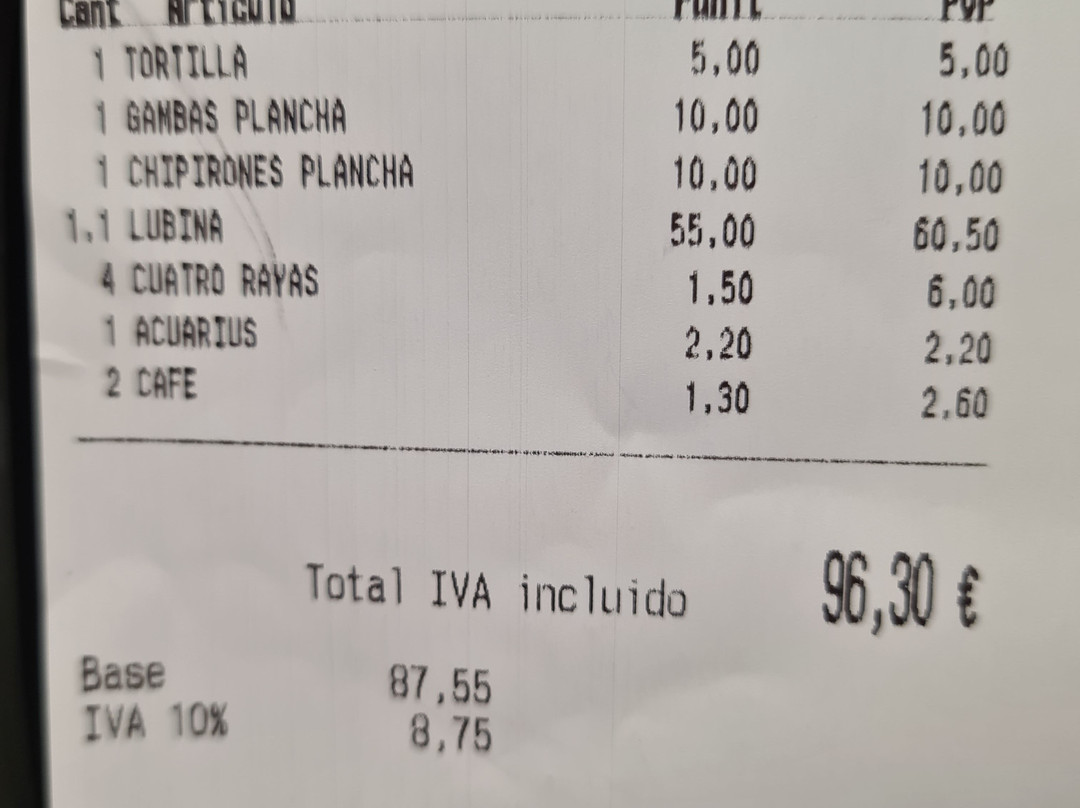 Cant Articulo PUnit PVP
1 TORTILLA 5,00 5,00
1 GAMBAS PLANCHA 10,00 10,00
1 CHIPIRONES PLANCHA 10,00 10,00
1,1 LUBINA 55,00 60,50
4 CUATRO RAYAS 1,50 6,00
1 ACUARIUS 2,20 2,20
2 CAFE 1,30 2,60
Total IVA incluido 96,30 €
Base 87,55
IVA 10% 8,75